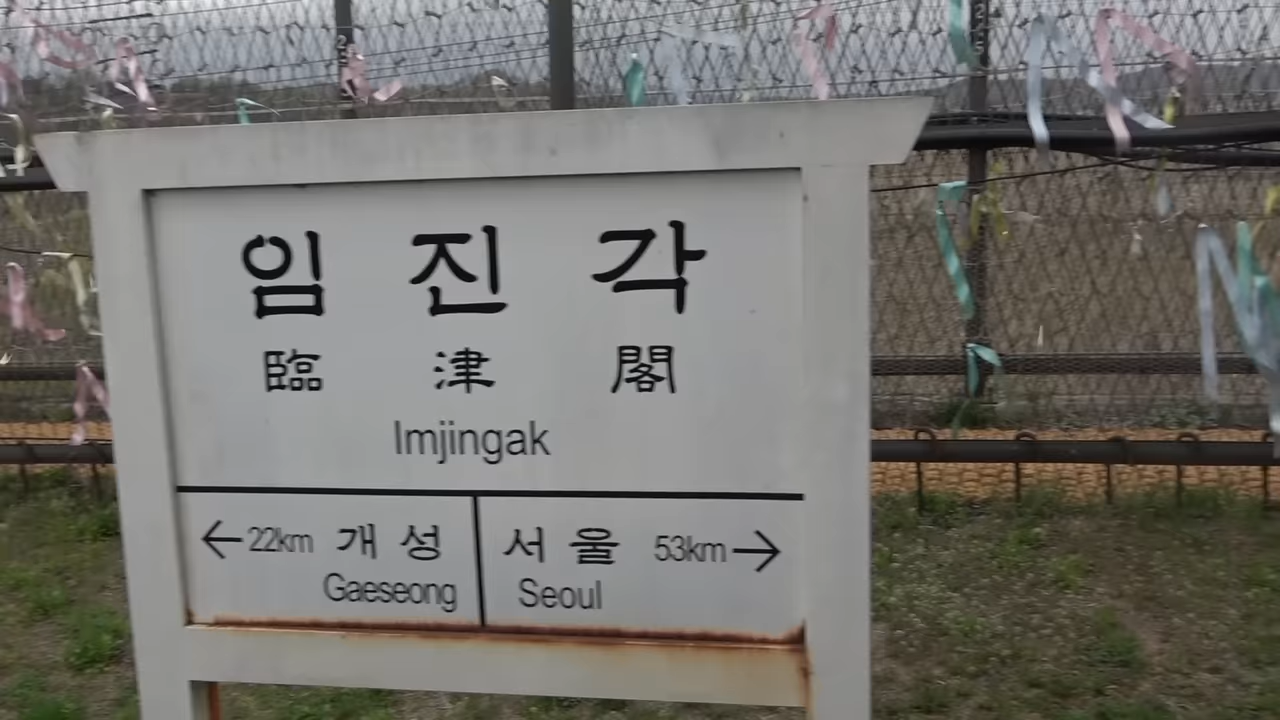 임 진 각
臨 津 閣
Imjingak
← 22km 개 성
Gaeseong
서 울 53km →
Seoul